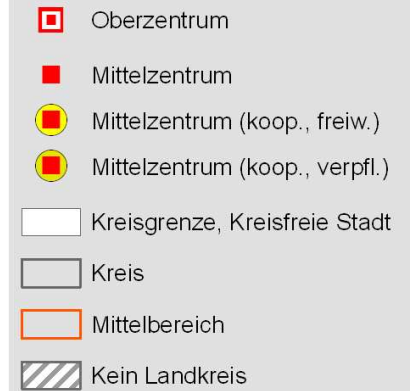 Oberzentrum
Mittelzentrum
Mittelzentrum (koop., freiw.)
Mittelzentrum (koop., verpfl.)
Kreisgrenze, Kreisfreie Stadt
Kreis
Mittelbereich
Kein Landkreis